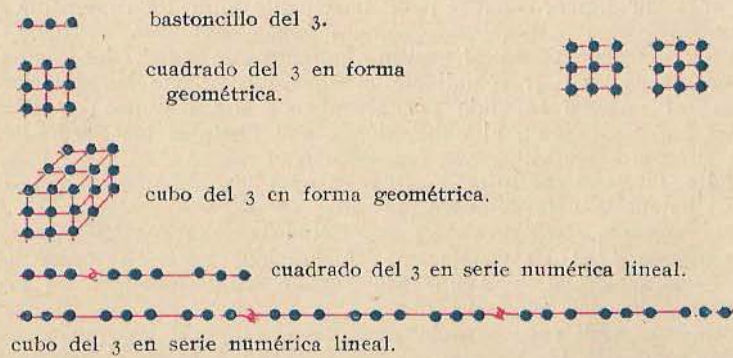 bastoncillo del 3.
cuadrado del 3 en forma
geométrica.
cubo del 3 en forma geométrica.
cuadrado del 3 en serie numérica lineal.
cubo del 3 en serie numérica lineal.